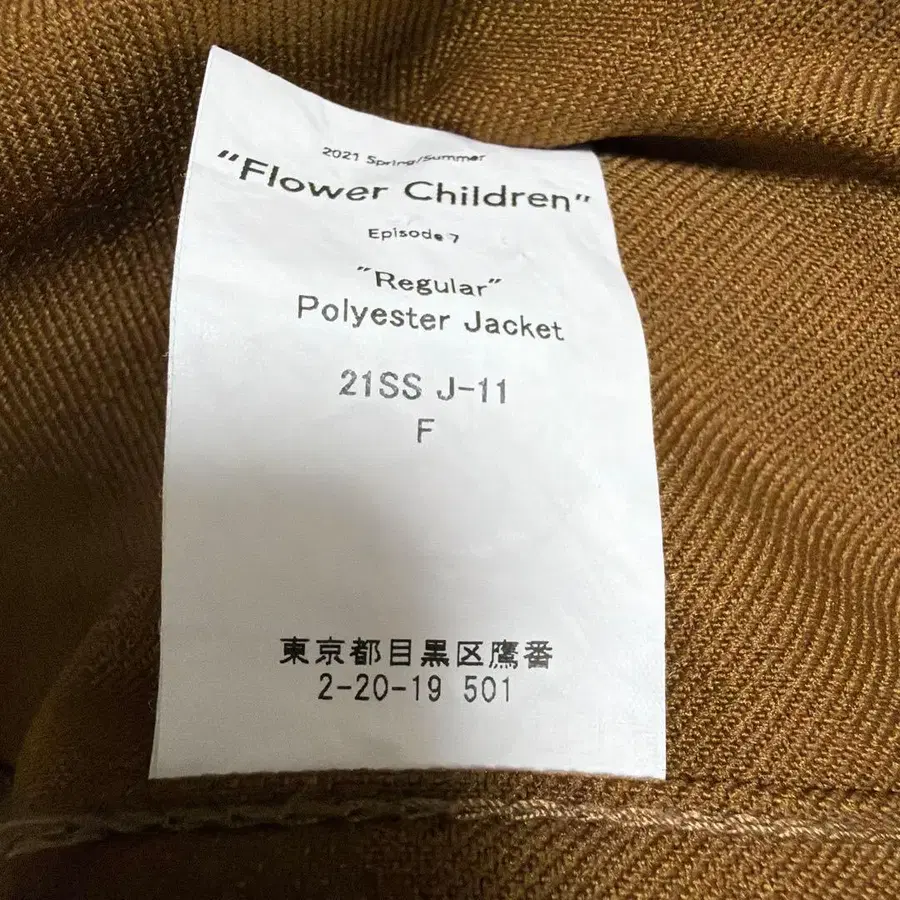 2021 Spring/Summer
"Flower Children"
Episode 7
"Regular"
Polyester Jacket
21SS J-11
F
東京都目黒区鷹番
2-20-19 501